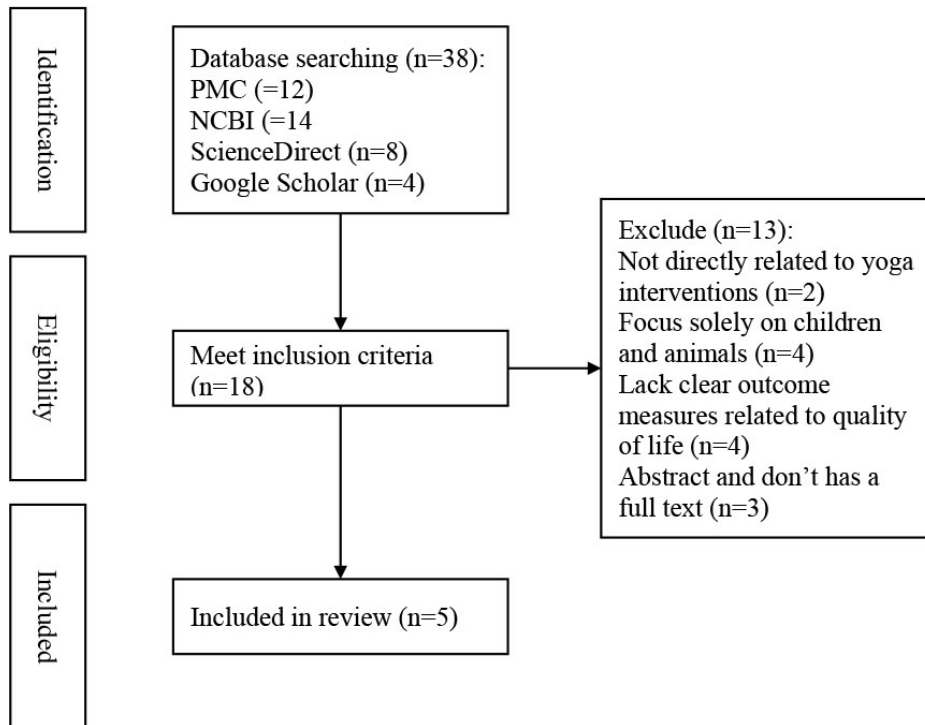 Identification
Database searching (n=38):
PMC (=12)
NCBI (=14
ScienceDirect (n=8)
Google Scholar (n=4)
Eligibility
Meet inclusion criteria
(n=18)
Exclude (n=13):
Not directly related to yoga
interventions (n=2)
Focus solely on children
and animals (n=4)
Lack clear outcome
measures related to quality
of life (n=4)
Abstract and don’t has a
full text (n=3)
Included
Included in review (n=5)